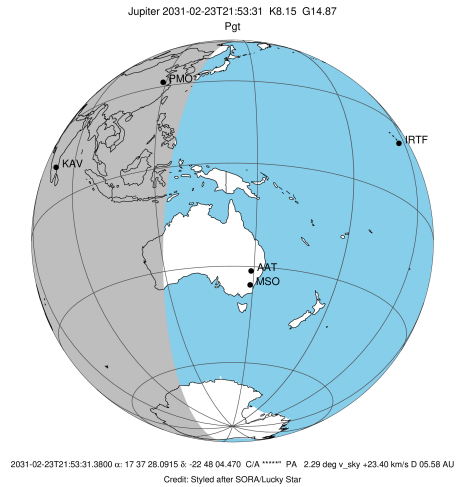 Jupiter 2031-02-23T21:53:31 K8.15 G14.87
Pgt
PMO
IRTF
KAV
AAT
MSO
2031-02-23T21:53:31.3800 α: 17 37 28.0915 δ: -22 48 04.470 C/A *****" PA 2.29 deg v_sky +23.40 km/s D 05.58 AU
Credit: Styled after SORA/Lucky Star